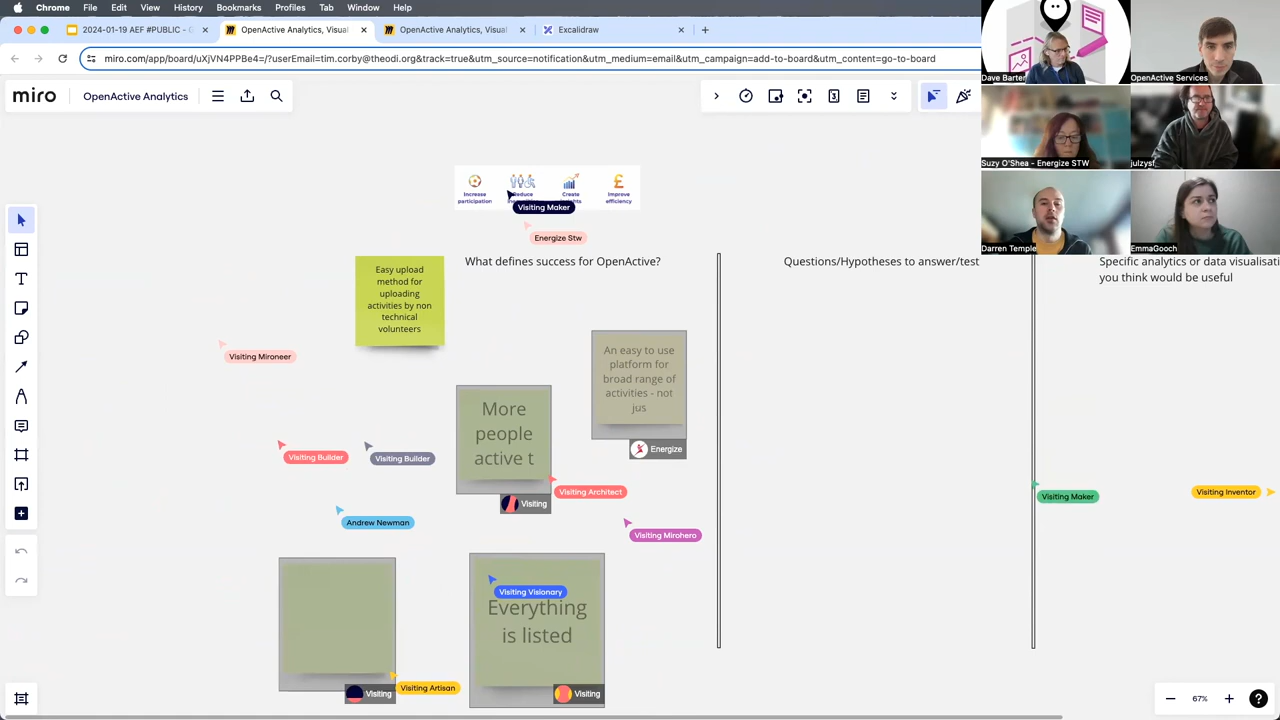 Chrome File Edit View History Bookmarks Profiles Tab Window Help
2024-01-19 AEF #PUBLIC - G
OpenActive Analytics, Visual
OpenActive Analytics, Visual
Excalidraw
miro.com/app/board/uXjVN4PPBe4=/?userEmail=tim.corby@theodi.org&track=true&utm_source=notification&utm_medium=email&utm_campaign=add-to-board&utm_content=go-to-board
miro
OpenActive Analytics
Dave Barter
OpenActive Services
Suzy O'Shea - Energize STW
julzysf
Darren Temple
EmmaGooch
Increase
participation
Reduce
Create
Improve
efficiency
Visiting Maker
Energize Stw
What defines success for OpenActive?
Questions/Hypotheses to answer/test
Specific analytics or data visualisati
you think would be useful
Easy upload
method for
uploading
activities by non
technical
volunteers
Visiting Mironeer
An easy to use
platform for
broad range of
activities - not
jus
Energize
More
people
active t
Visiting
Visiting Builder
Visiting Builder
Visiting Architect
Visiting Maker
Visiting Inventor
Andrew Newman
Visiting Mirohero
Visiting Visionary
Everything
is listed
Visiting
Visiting Artisan
Visiting
67%